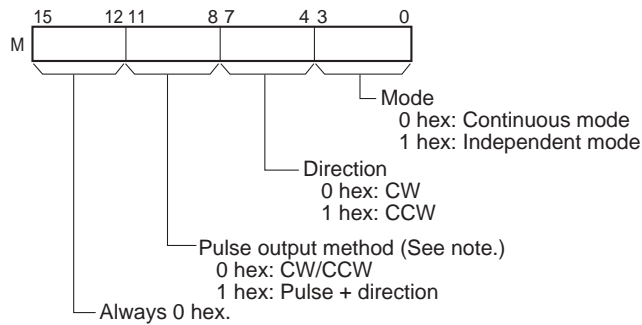 15 12 11 8 7 4 3 0
M
Mode
0 hex: Continuous mode
1 hex: Independent mode
Direction
0 hex: CW
1 hex: CCW
Pulse output method (See note.)
0 hex: CW/CCW
1 hex: Pulse + direction
Always 0 hex.